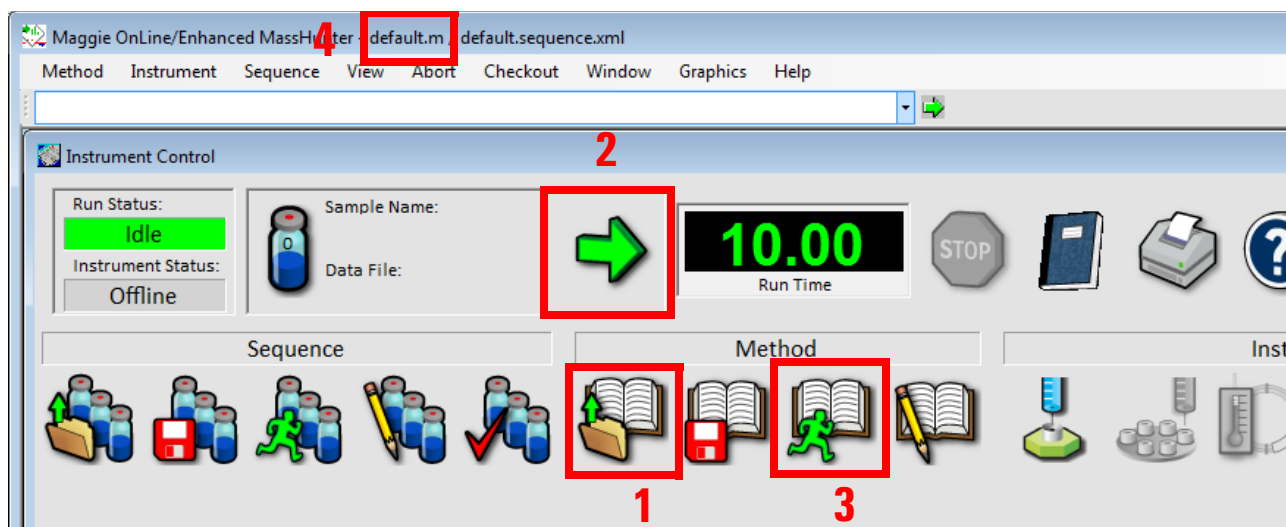 Maggie OnLine/Enhanced MassHunter - default.m / default.sequence.xml
4
Method Instrument Sequence View Abort Checkout Window Graphics Help
2
Instrument Control
Run Status:
Idle
Instrument Status:
Offline
0
Sample Name:
Data File:
10.00
Run Time
STOP
?
Sequence
Method
Inst
1
3